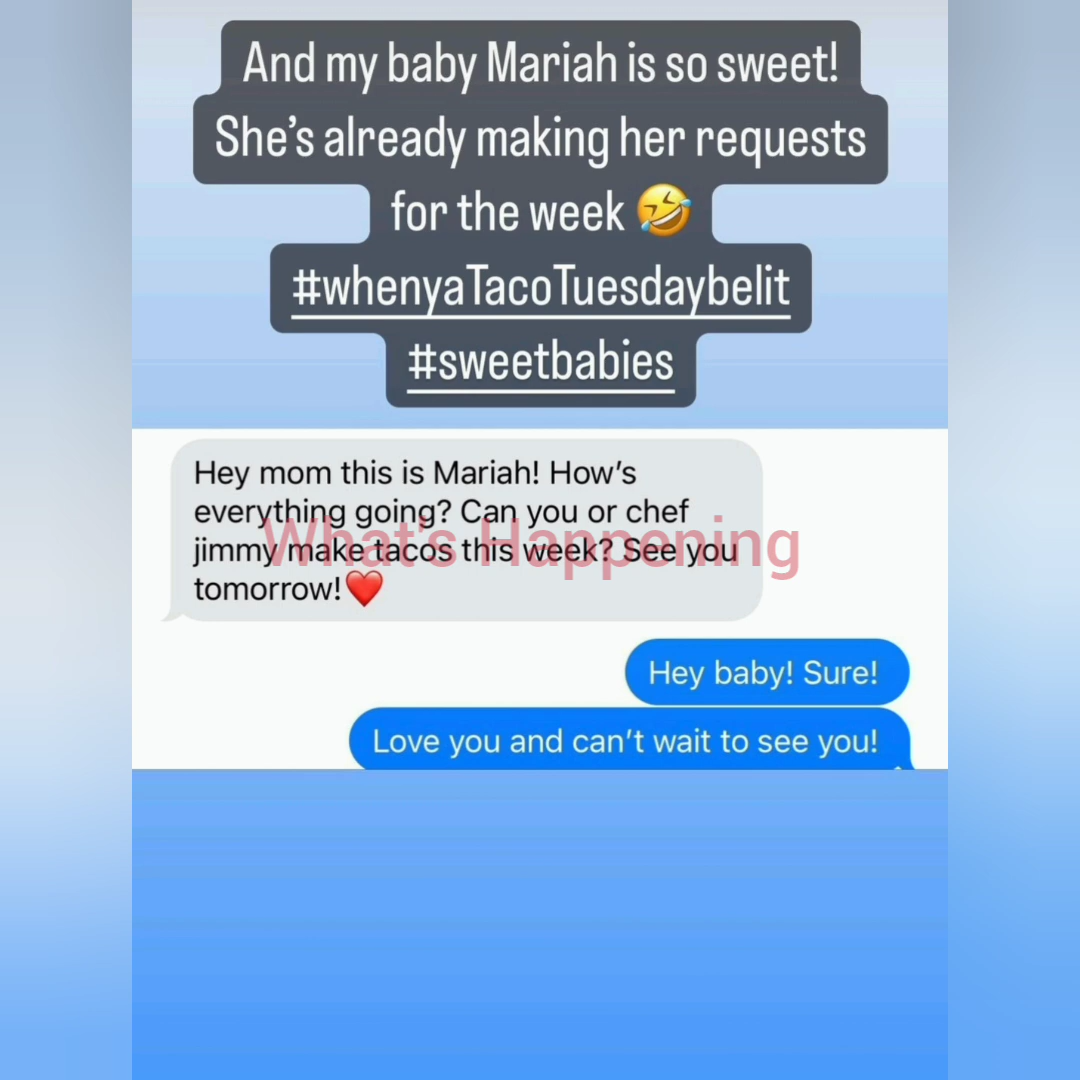 And my baby Mariah is so sweet!
She's already making her requests
for the week 🤣
#whenyaTacoTuesdaybelit
#sweetbabies
Hey mom this is Mariah! How's
everything going? Can you or chef
jimmy make tacos this week? See you
tomorrow!❤️
What's Happening
Hey baby! Sure!
Love you and can't wait to see you!